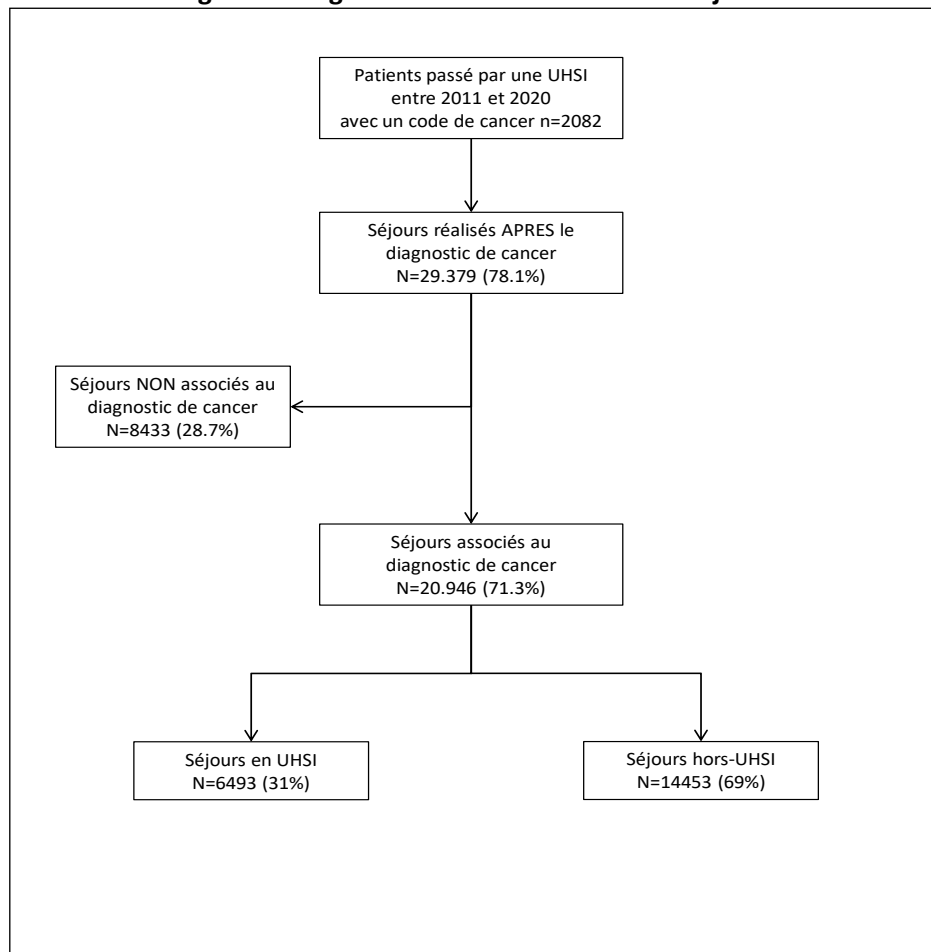 Patients passé par une UHSI
entre 2011 et 2020
avec un code de cancer n=2082
Séjours réalisés APRES le
diagnostic de cancer
N=29.379 (78.1%)
Séjours NON associés au
diagnostic de cancer
N=8433 (28.7%)
Séjours associés au
diagnostic de cancer
N=20.946 (71.3%)
Séjours en UHSI
N=6493 (31%)
Séjours hors-UHSI
N=14453 (69%)